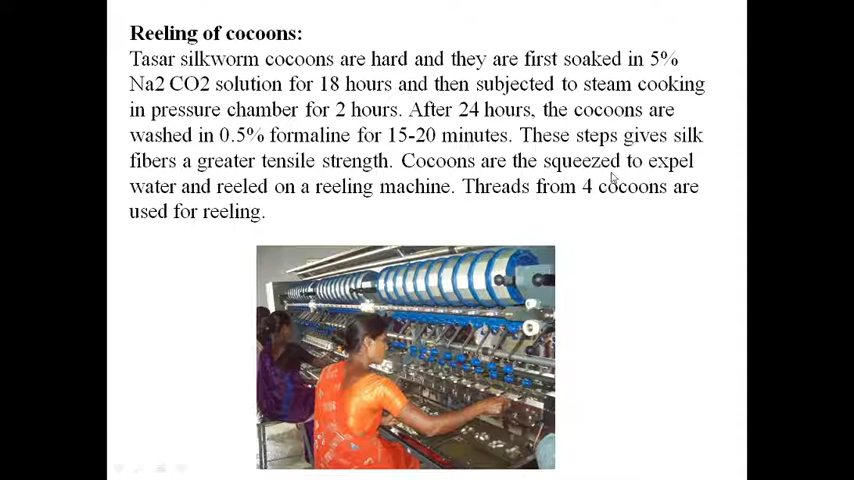 Reeling of cocoons:
Tasar silkworm cocoons are hard and they are first soaked in 5%
Na2 CO2 solution for 18 hours and then subjected to steam cooking
in pressure chamber for 2 hours. After 24 hours, the cocoons are
washed in 0.5% formaline for 15-20 minutes. These steps gives silk
fibers a greater tensile strength. Cocoons are the squeezed to expel
water and reeled on a reeling machine. Threads from 4 cocoons are
used for reeling.